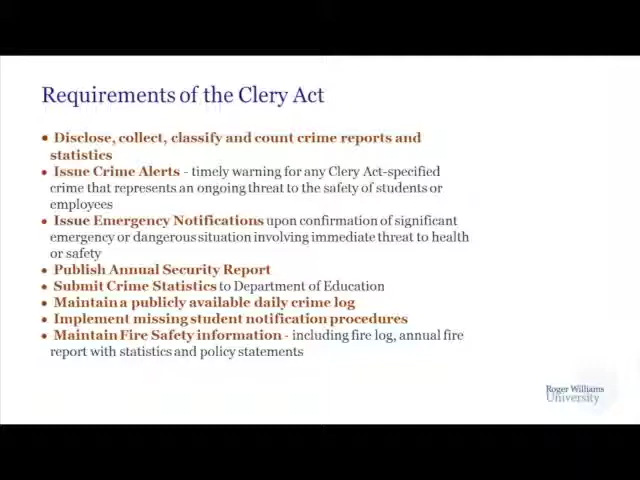 Requirements of the Clery Act
• Disclose, collect, classify and count crime reports and
statistics
• Issue Crime Alerts - timely warning for any Clery Act-specified
crime that represents an ongoing threat to the safety of students or
employees
• Issue Emergency Notifications upon confirmation of significant
emergency or dangerous situation involving immediate threat to health
or safety
• Publish Annual Security Report
• Submit Crime Statistics to Department of Education
• Maintain a publicly available daily crime log
• Implement missing student notification procedures
• Maintain Fire Safety information - including fire log, annual fire
report with statistics and policy statements
Roger Williams
University